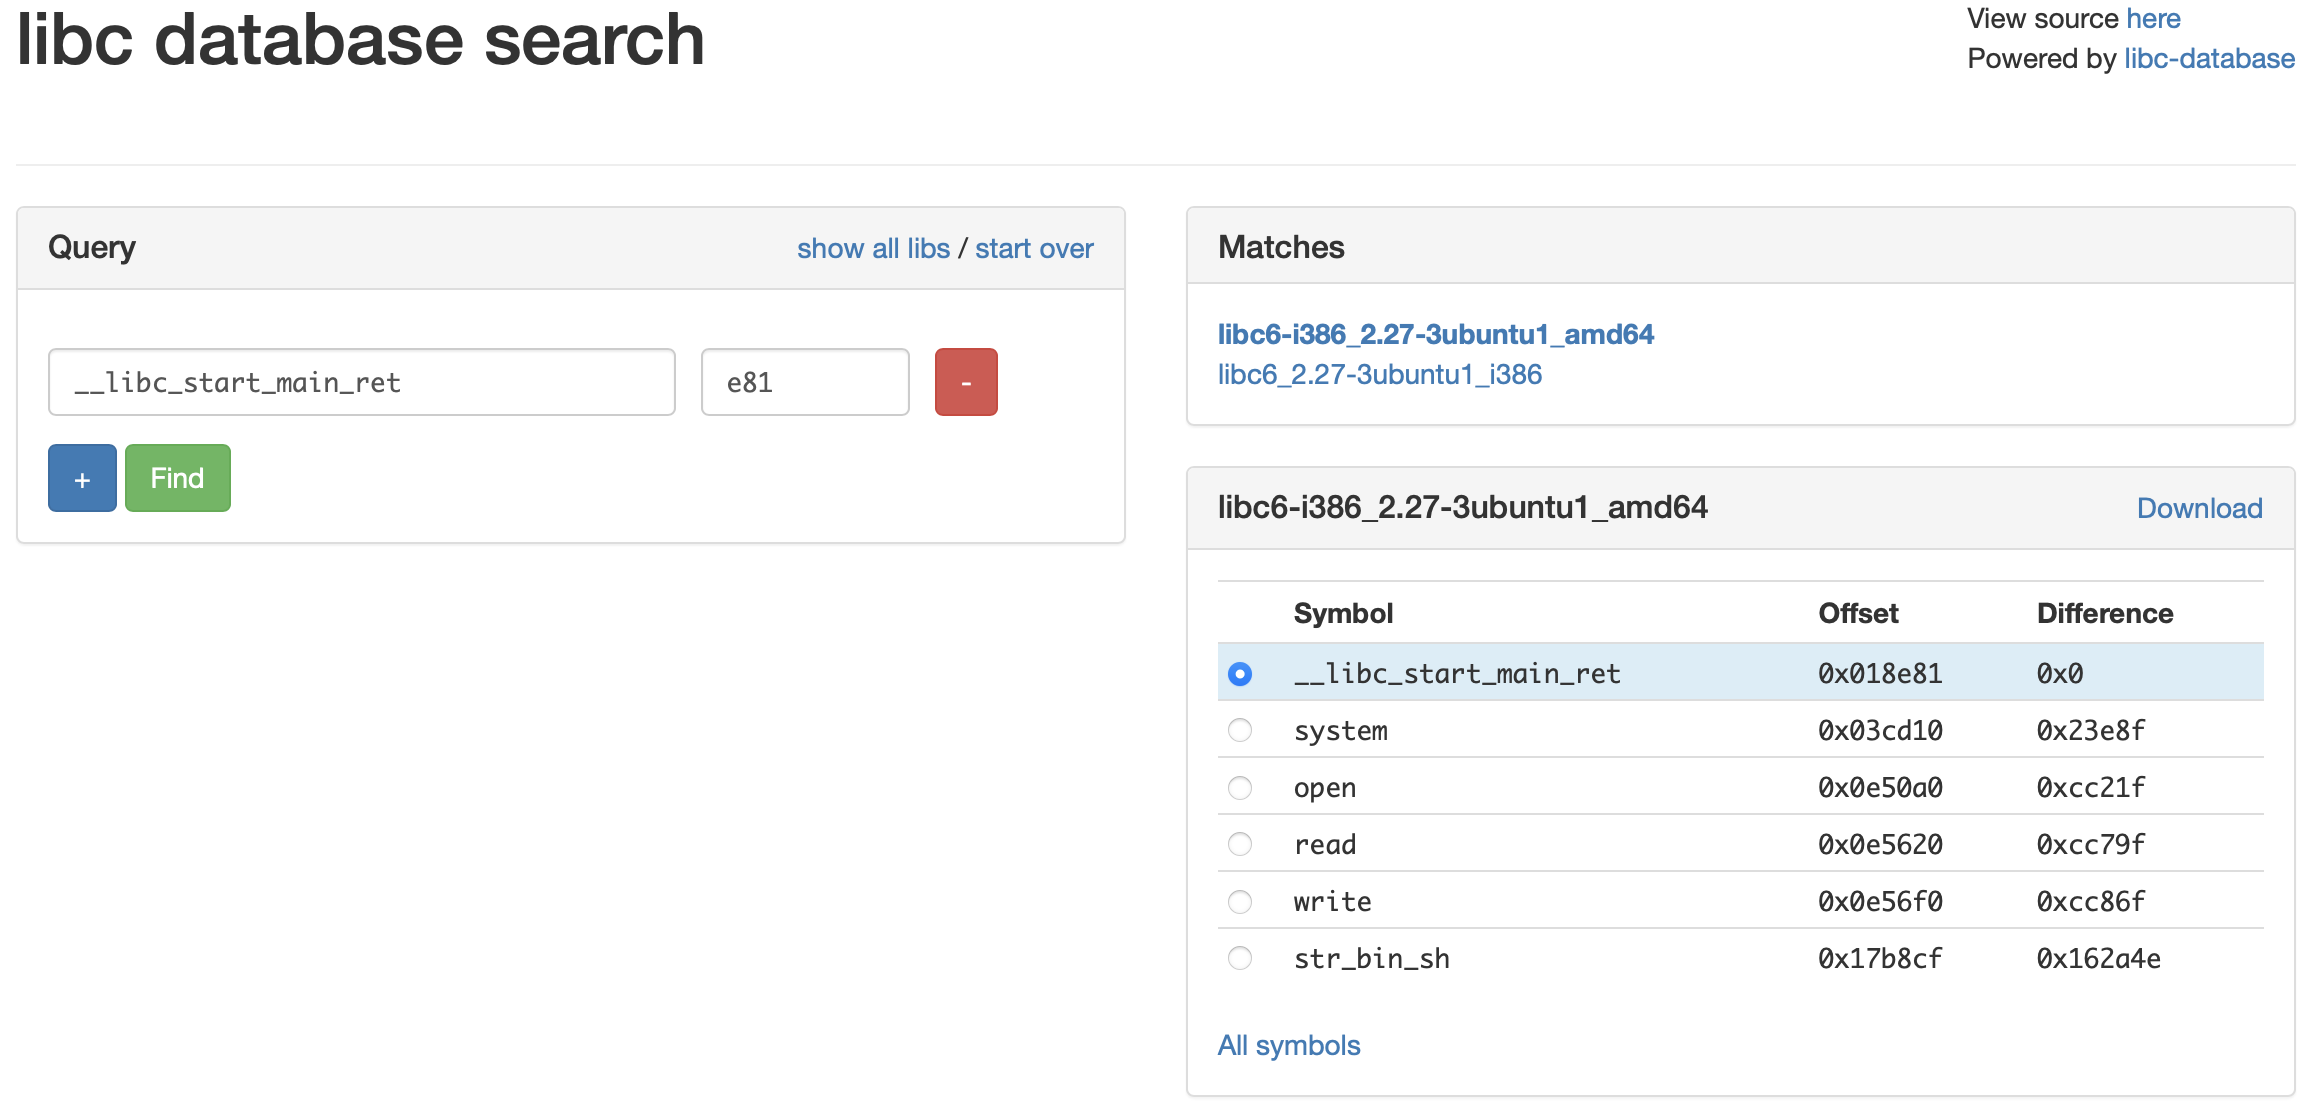 libc database search
View source here
Powered by libc-database
Query
show all libs / start over
__libc_start_main_ret
e81
-
+
Find
Matches
libc6-i386_2.27-3ubuntu1_amd64
libc6_2.27-3ubuntu1_i386
libc6-i386_2.27-3ubuntu1_amd64
Download
Symbol Offset Difference
__libc_start_main_ret 0x018e81 0x0
system 0x03cd10 0x23e8f
open 0x0e50a0 0xcc21f
read 0x0e5620 0xcc79f
write 0x0e56f0 0xcc86f
str_bin_sh 0x17b8cf 0x162a4e
All symbols